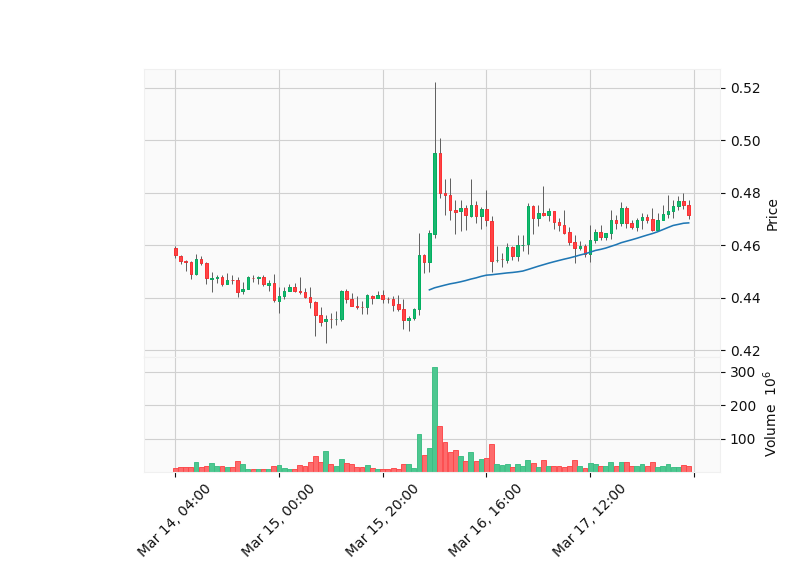 0.52
0.50
0.48
0.46
0.44
0.42
Price
300
200
100
Volume 10^6
Mar 14, 04:00
Mar 15, 00:00
Mar 15, 20:00
Mar 16, 16:00
Mar 17, 12:00